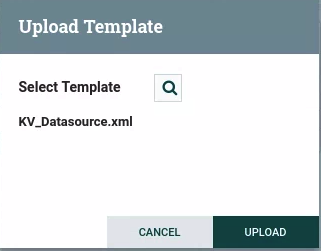 Upload Template
Select Template
KV_Datasource.xml
CANCEL UPLOAD